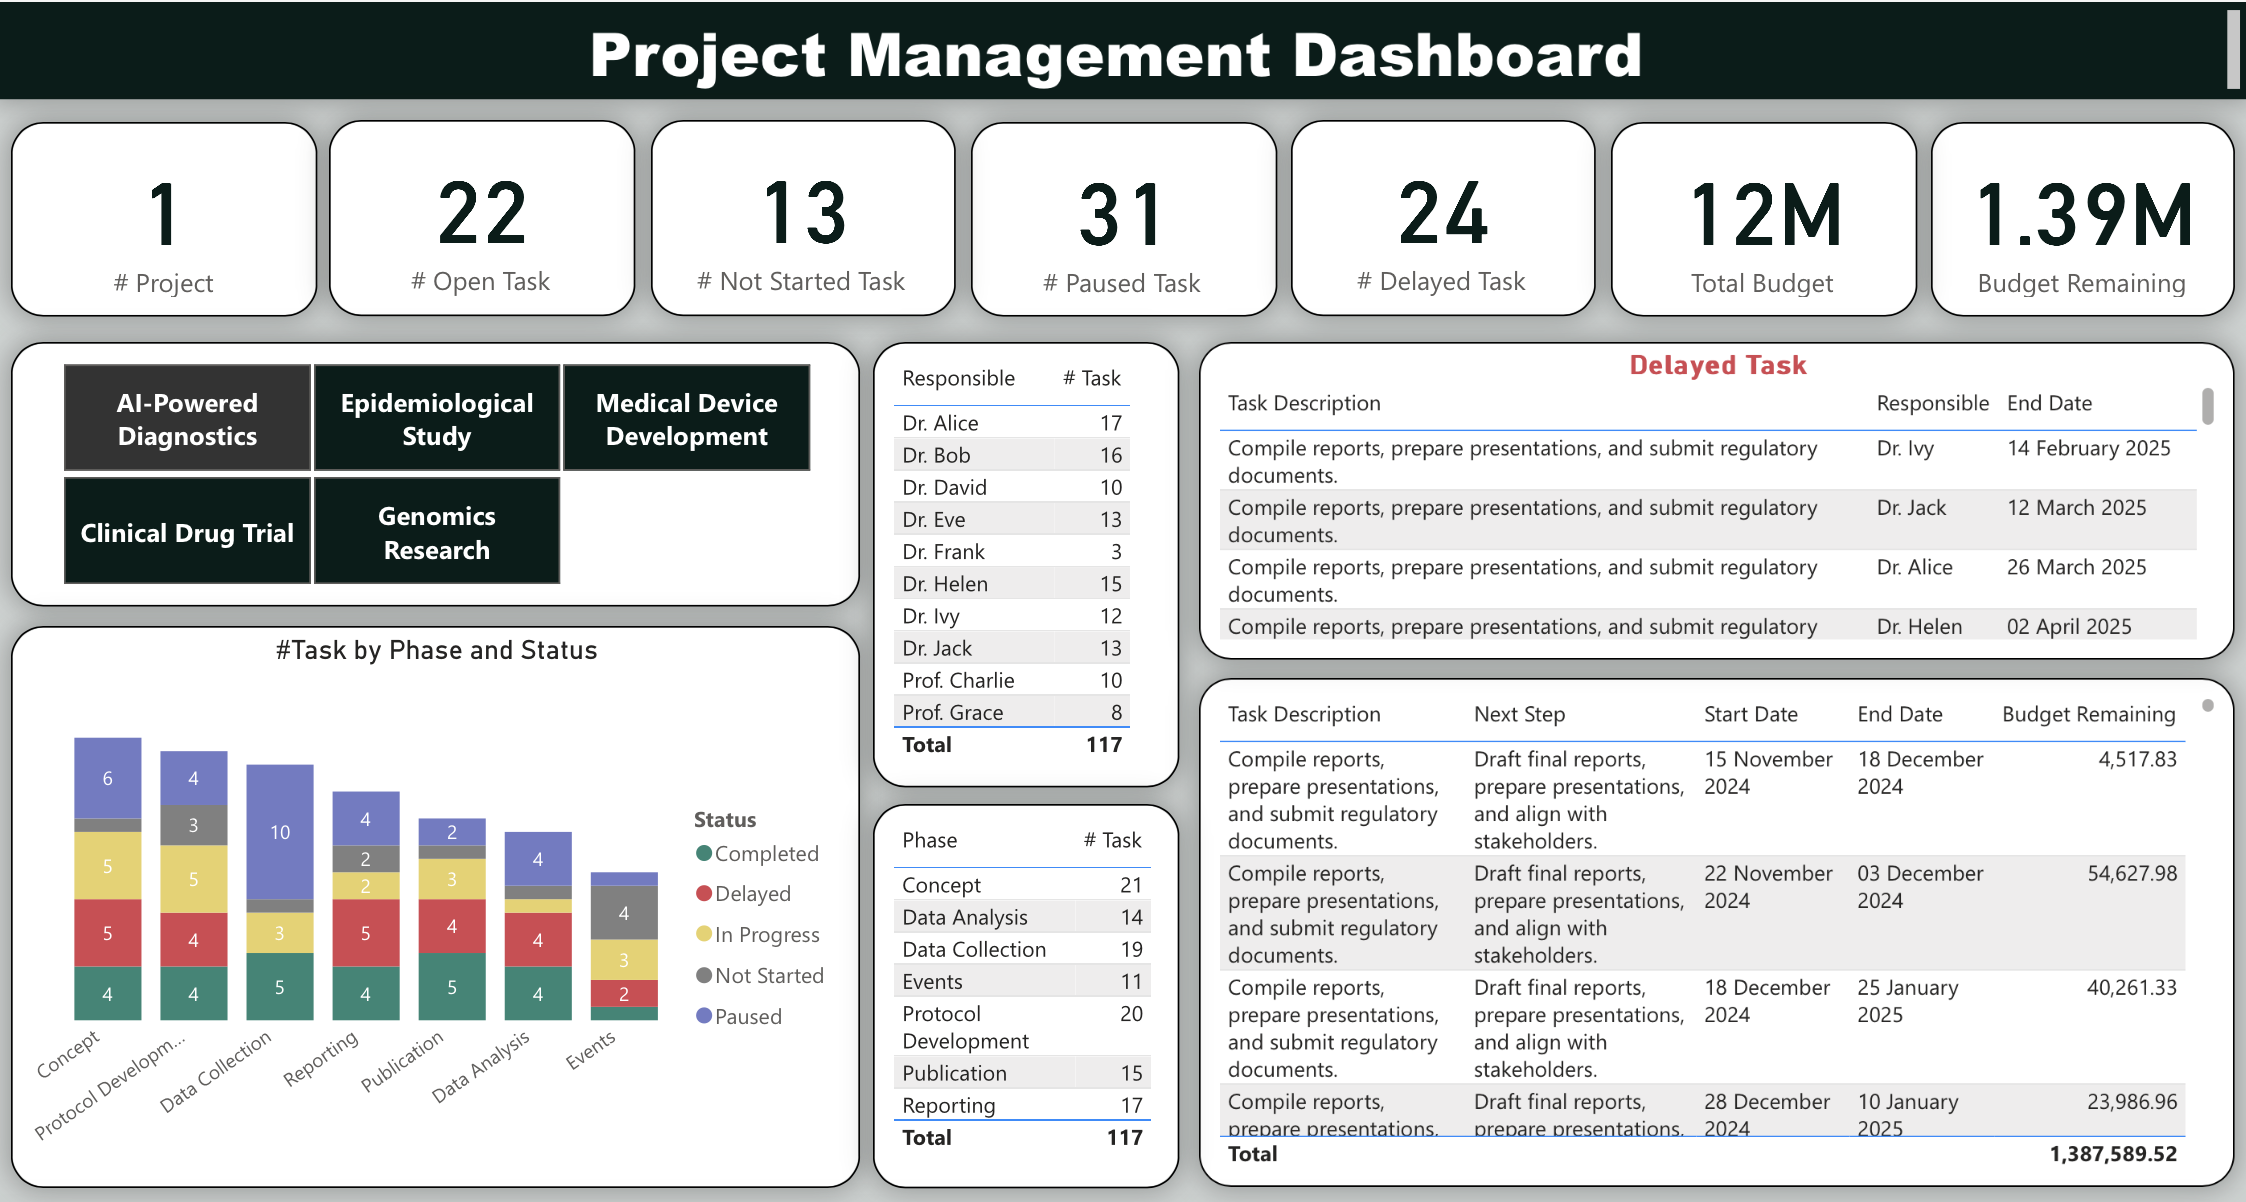 Project Management Dashboard
1
# Project
22
# Open Task
13
# Not Started Task
31
# Paused Task
24
# Delayed Task
12M
Total Budget
1.39M
Budget Remaining
AI-Powered
Diagnostics
Epidemiological
Study
Medical Device
Development
Clinical Drug Trial
Genomics
Research
#Task by Phase and Status
6
5
5
4
4
3
5
4
4
10
3
5
4
2
2
5
4
2
3
4
5
4
4
4
4
3
2
Concept
Protocol Developm...
Data Collection
Reporting
Publication
Data Analysis
Events
Status
Completed
Delayed
In Progress
Not Started
Paused
Responsible # Task
Dr. Alice 17
Dr. Bob 16
Dr. David 10
Dr. Eve 13
Dr. Frank 3
Dr. Helen 15
Dr. Ivy 12
Dr. Jack 13
Prof. Charlie 10
Prof. Grace 8
Total 117
Phase # Task
Concept 21
Data Analysis 14
Data Collection 19
Events 11
Protocol 20
Development
Publication 15
Reporting 17
Total 117
Delayed Task
Task Description Responsible End Date
Compile reports, prepare presentations, and submit regulatory Dr. Ivy 14 February 2025
documents.
Compile reports, prepare presentations, and submit regulatory Dr. Jack 12 March 2025
documents.
Compile reports, prepare presentations, and submit regulatory Dr. Alice 26 March 2025
documents.
Compile reports, prepare presentations, and submit regulatory Dr. Helen 02 April 2025
Task Description Next Step Start Date End Date Budget Remaining
Compile reports, Draft final reports, 15 November 18 December 4,517.83
prepare presentations, prepare presentations, 2024 2024
and submit regulatory and align with
documents. stakeholders.
Compile reports, Draft final reports, 22 November 03 December 54,627.98
prepare presentations, prepare presentations, 2024 2024
and submit regulatory and align with
documents. stakeholders.
Compile reports, Draft final reports, 18 December 25 January 40,261.33
prepare presentations, prepare presentations, 2024 2025
and submit regulatory and align with
documents. stakeholders.
Compile reports, Draft final reports, 28 December 10 January 23,986.96
prepare presentations, prepare presentations, 2024 2025
Total 1,387,589.52